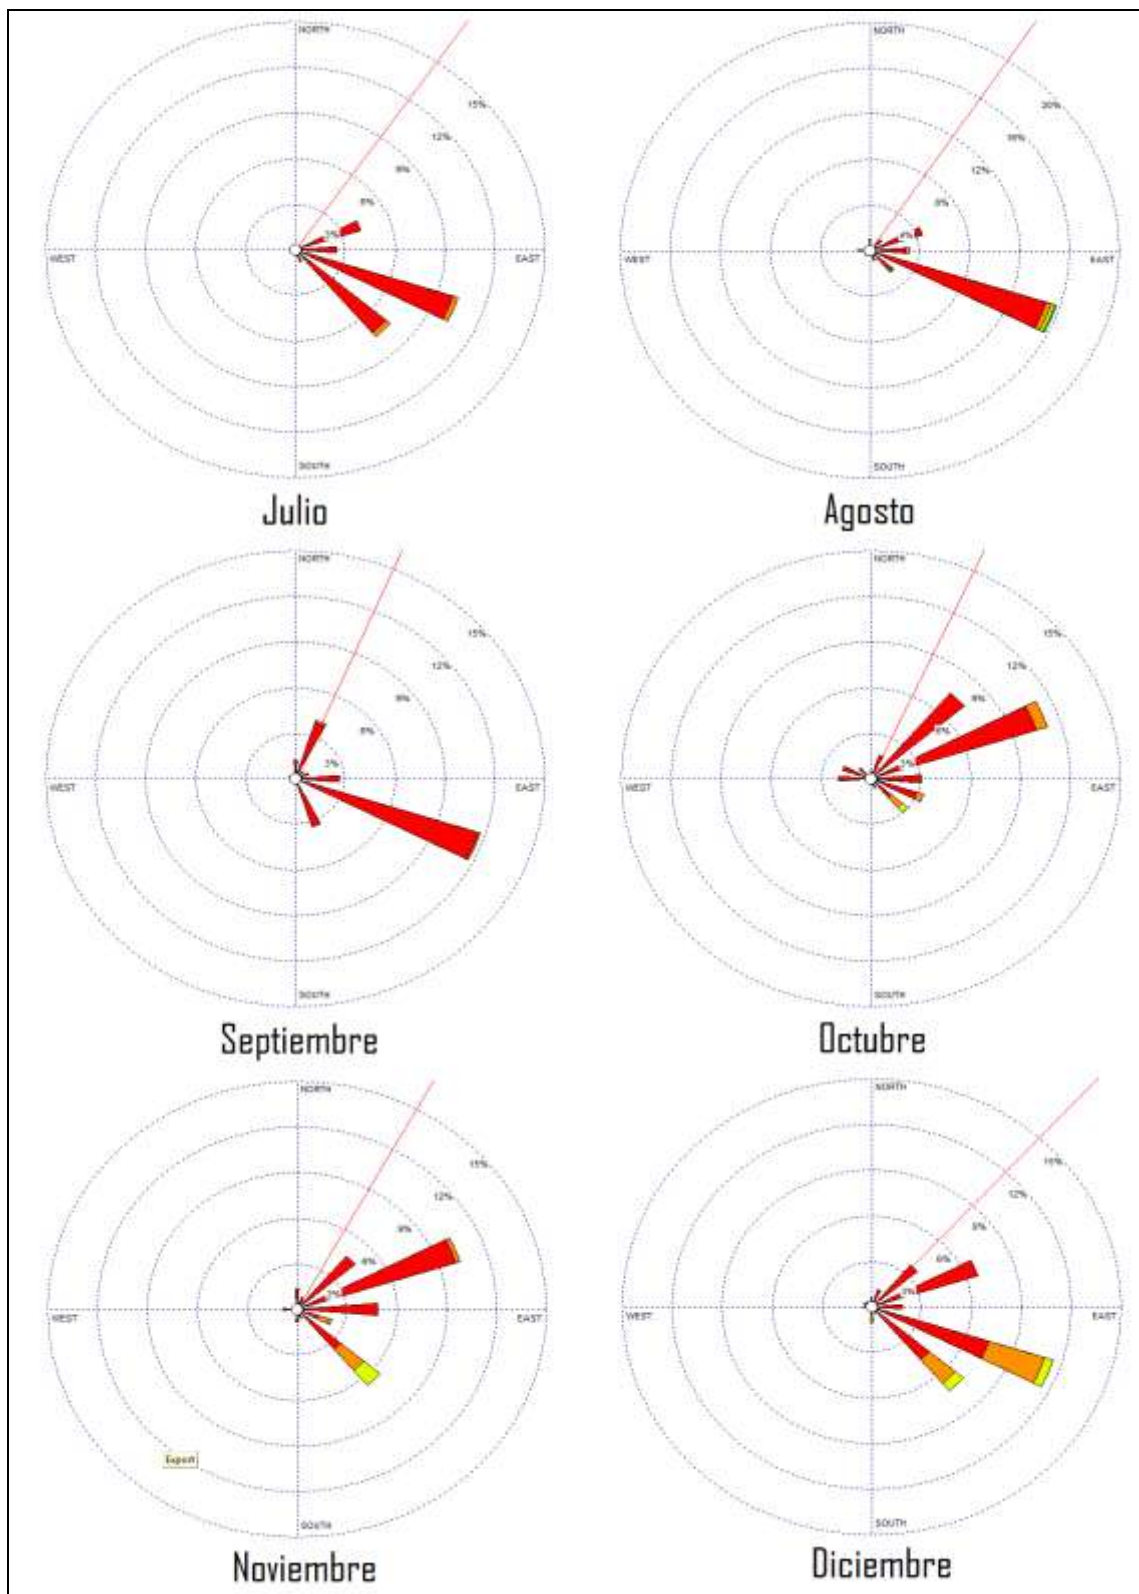 NORTH
15%
12%
9%
6%
3%
WEST
EAST
SOUTH
Julio
NORTH
20%
16%
12%
8%
4%
WEST
EAST
SOUTH
Agosto
NORTH
15%
12%
9%
6%
3%
WEST
EAST
SOUTH
Septiembre
NORTH
15%
12%
9%
6%
3%
WEST
EAST
SOUTH
Octubre
NORTH
15%
12%
9%
6%
3%
WEST
EAST
Export
SOUTH
Noviembre
NORTH
15%
12%
9%
6%
3%
WEST
EAST
SOUTH
Diciembre